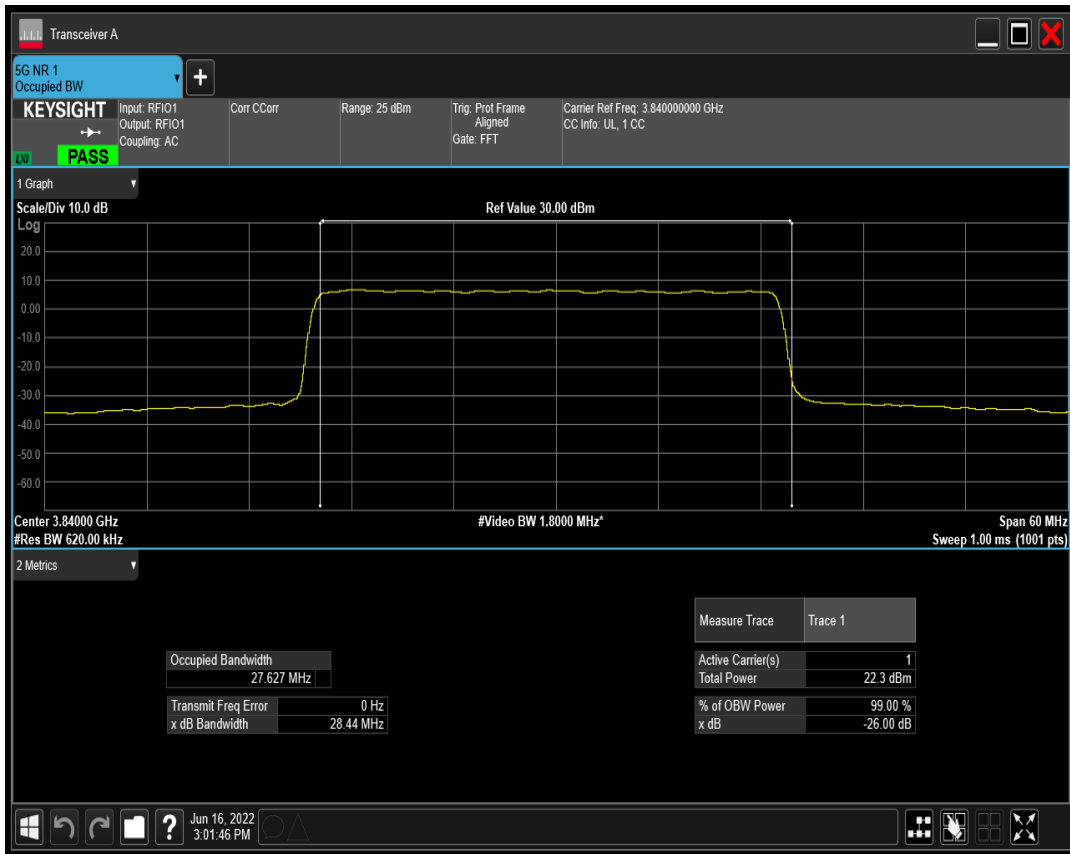 Transceiver A
5G NR 1
Occupied BW
+
KEYSIGHT
Input: RFIO1
Output: RFIO1
Coupling: AC
Corr CCorr
Range: 25 dBm
Trig: Prot Frame
Aligned
Gate: FFT
Carrier Ref Freq: 3.840000000 GHz
CC Info: UL, 1 CC
LXI
PASS
1 Graph
Scale/Div 10.0 dB
Ref Value 30.00 dBm
Log
20.0
10.0
0.00
-10.0
-20.0
-30.0
-40.0
-50.0
-60.0
Center 3.84000 GHz
#Video BW 1.8000 MHz*
Span 60 MHz
#Res BW 620.00 kHz
Sweep 1.00 ms (1001 pts)
2 Metrics
Measure Trace Trace 1
Occupied Bandwidth
27.627 MHz
Active Carrier(s) 1
Total Power 22.3 dBm
Transmit Freq Error 0 Hz
x dB Bandwidth 28.44 MHz
% of OBW Power 99.00 %
x dB -26.00 dB
?
Jun 16, 2022
3:01:46 PM